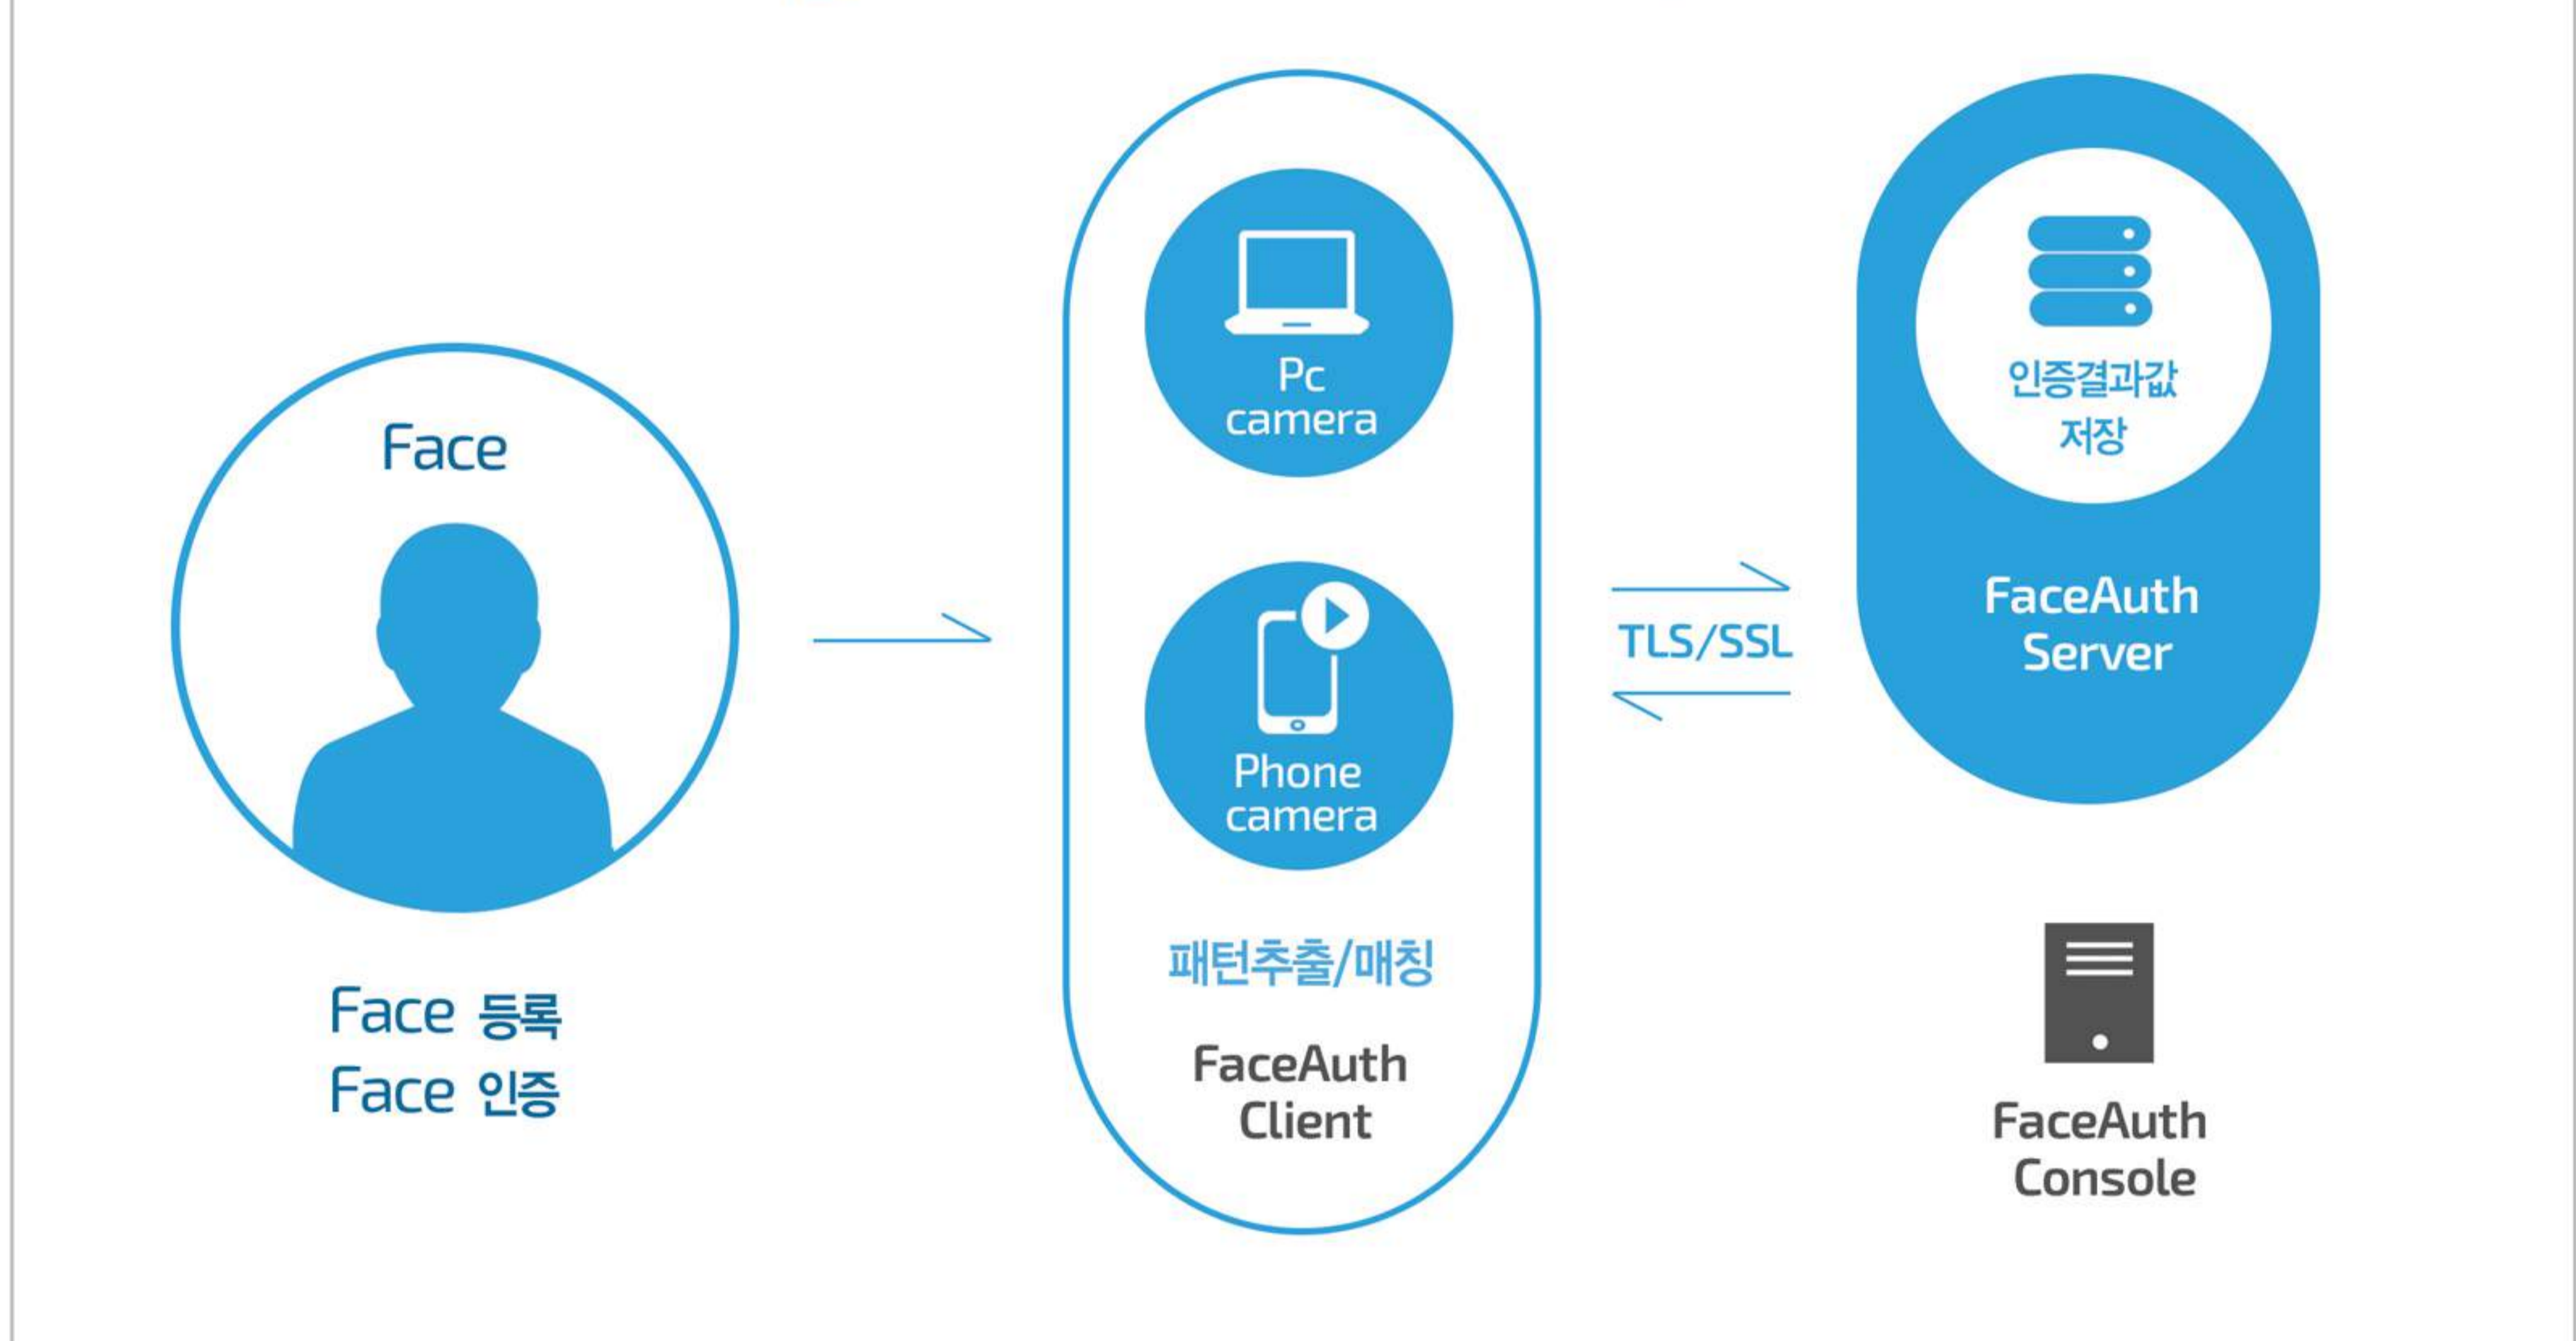 Face
Face 등록
Face 인증
Pc
camera
Phone
camera
패턴추출/매칭
FaceAuth
Client
TLS/SSL
인증결과값
저장
FaceAuth
Server
FaceAuth
Console